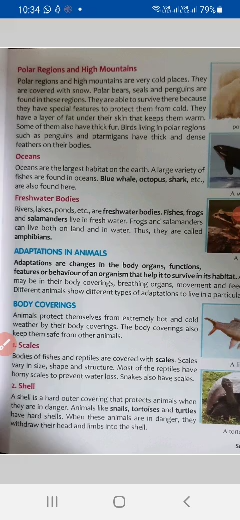 10:34
79%
Polar Regions and High Mountains
Polar regions and high mountains are very cold places. They
are covered with snow. Polar bears, seals and penguins are
found in these regions. They are able to survive there because
they have special features to protect them from cold. They
have a layer of fat under their skin that keeps them warm.
Some of them also have thick fur. Birds living in polar regions
such as penguins and ptarmigans have thick and dense
feathers on their bodies.
Oceans
Oceans are the largest habitat on the earth. A large variety of
fishes are found in oceans. Blue whale, octopus, shark, etc.,
are also found here.
Freshwater Bodies
Rivers, lakes, ponds, etc., are freshwater bodies. Fishes, frogs
and salamanders live in fresh water. Frogs and salamanders
can live both on land and in water. Thus, they are called
amphibians.
ADAPTATIONS IN ANIMALS
Adaptations are changes in the body organs, functions,
features or behaviour of an organism that help it to survive in its habitat.
may be in their body coverings, breathing organs, movement and
Different animals show different types of adaptations to live in a
BODY COVERINGS
Animals protect themselves from extremely hot and cold
weather by their body coverings. The body coverings also
keep them safe from other animals.
1. Scales
Bodies of fishes and reptiles are covered with scales. Scales
vary in size, shape and structure. Most of the reptiles have
horny scales to prevent water loss. Snakes also have scales.
2. Shell
A shell is a hard outer covering that protects animals when
they are in danger. Animals like snails, tortoises and turtles
have hard shells. When these animals are in danger, they
withdraw their head and limbs into the shell.